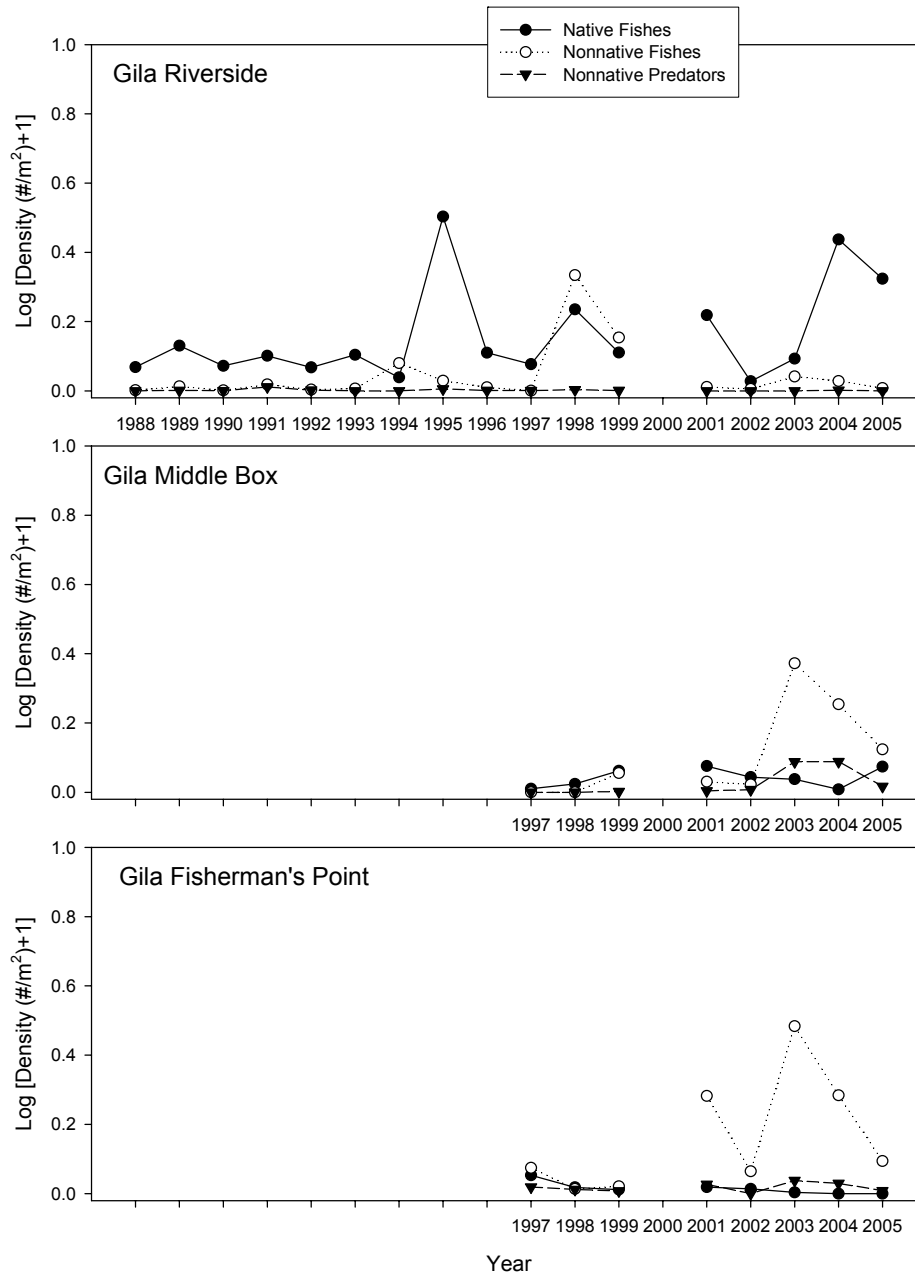 Native Fishes
Nonnative Fishes
Nonnative Predators
Gila Riverside
Log [Density (#/m²)+1]
1.0
0.8
0.6
0.4
0.2
0.0
1988 1989 1990 1991 1992 1993 1994 1995 1996 1997 1998 1999 2000 2001 2002 2003 2004 2005
Gila Middle Box
Log [Density (#/m²)+1]
1.0
0.8
0.6
0.4
0.2
0.0
1997 1998 1999 2000 2001 2002 2003 2004 2005
Gila Fisherman's Point
Log [Density (#/m²)+1]
1.0
0.8
0.6
0.4
0.2
0.0
1997 1998 1999 2000 2001 2002 2003 2004 2005
Year